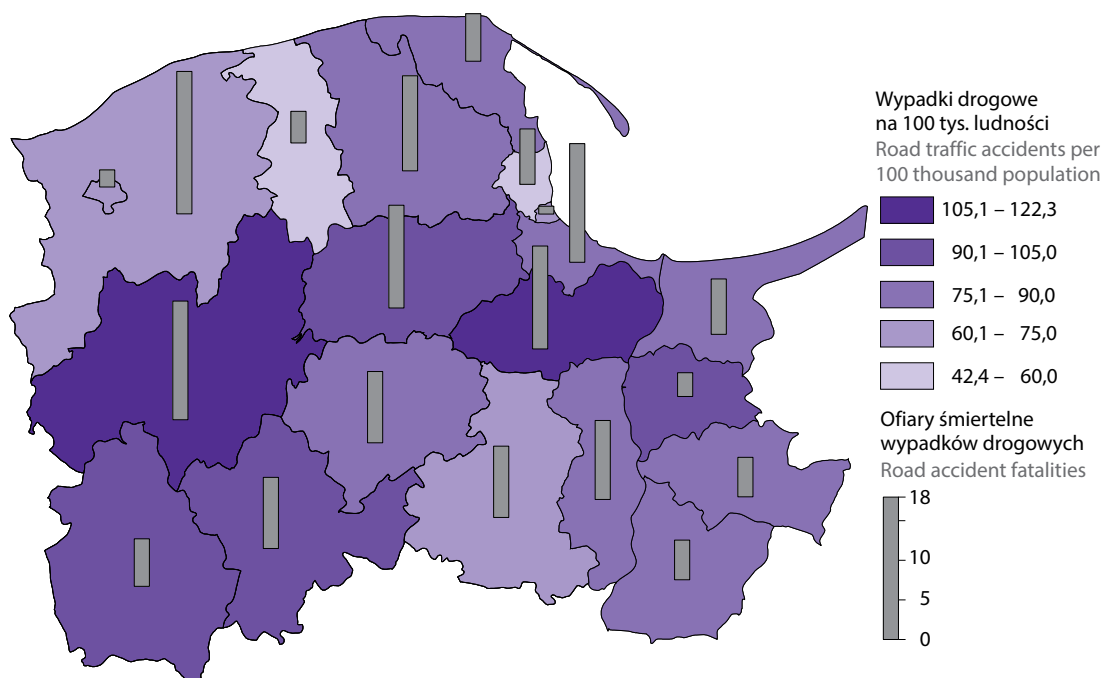 Wypadki drogowe
na 100 tys. ludności
Road traffic accidents per
100 thousand population
105,1 – 122,3
90,1 – 105,0
75,1 – 90,0
60,1 – 75,0
42,4 – 60,0
Ofiary śmiertelne
wypadków drogowych
Road accident fatalities
18
10
5
0